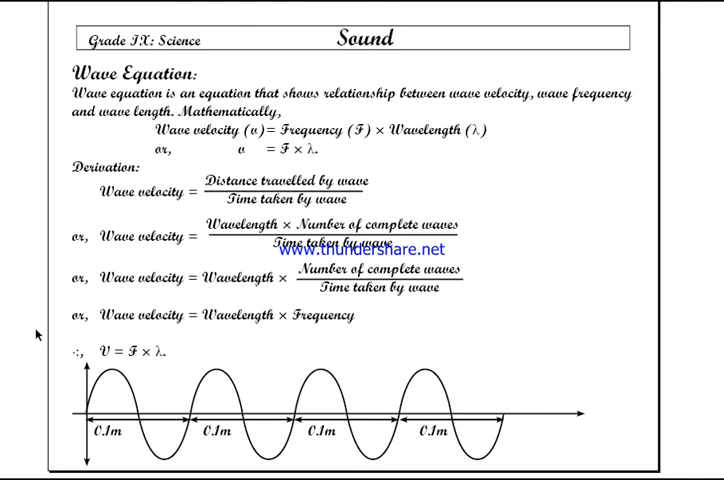 Grade IX: Science
Sound
Wave Equation:
Wave equation is an equation that shows relationship between wave velocity, wave frequency
and wave length. Mathematically,
Wave velocity (u)= Frequency (F) × Wavelength (λ)
or, u = F × λ.
Derivation:
Wave velocity = Distance travelled by wave
Time taken by wave
or, Wave velocity = Wavelength × Number of complete waves
Time taken by wave
www.thundershare.net
or, Wave velocity = Wavelength × Number of complete waves
Time taken by wave
or, Wave velocity = Wavelength × Frequency
∴, V = F × λ.
0.1m 0.1m 0.1m 0.1m